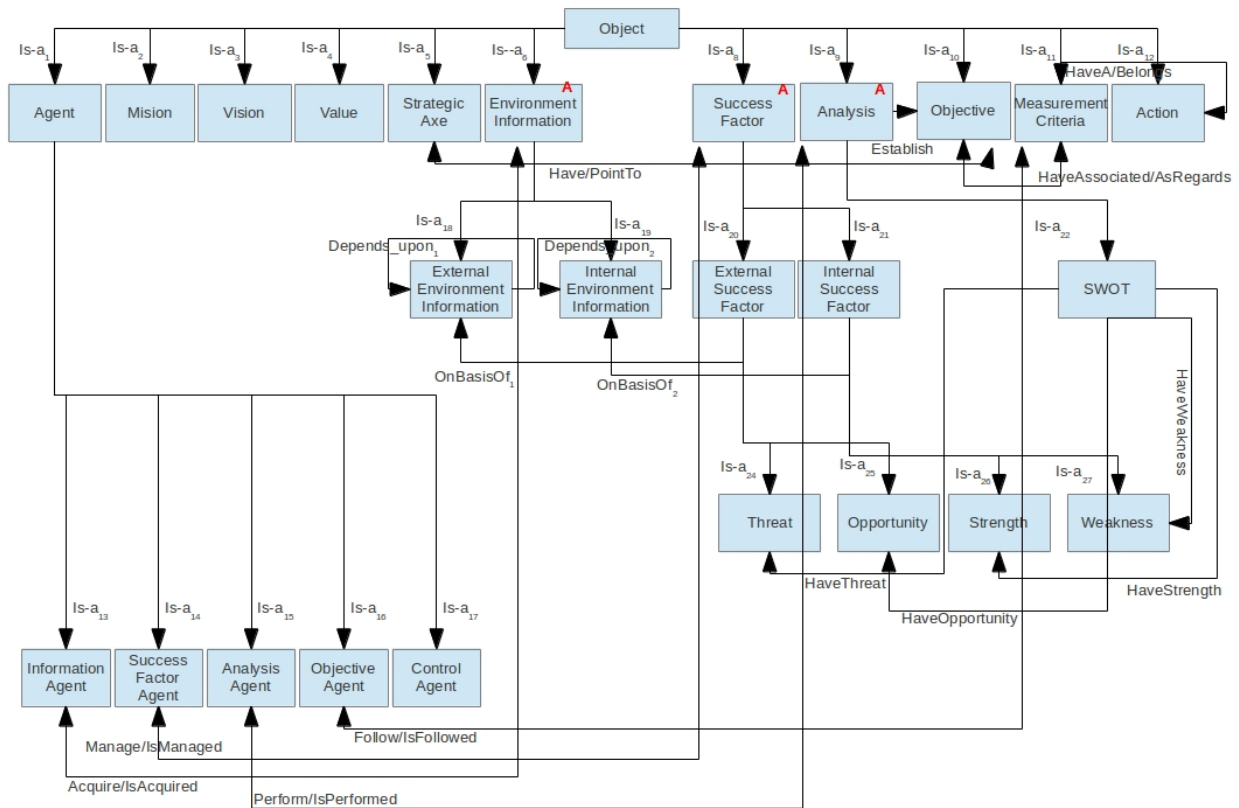 Object
Is-a1
Is-a2
Is-a3
Is-a4
Is-a5
Is--a6
Is-a8
Is-a9
Is-a10
Is-a11
Is-a12
HaveA/Belongs
Agent
Mision
Vision
Value
Strategic
Axe
A
Environment
Information
A
Success
Factor
A
Analysis
Objective
Measurement
Criteria
Action
Establish
Have/PointTo
HaveAssociated/AsRegards
Is-a18
Is-a19
Is-a20
Is-a21
Is-a22
Depends_upon1
Depends_upon2
External
Environment
Information
Internal
Environment
Information
External
Success
Factor
Internal
Success
Factor
SWOT
OnBasisOf1
OnBasisOf2
HaveWeakness
Is-a24
Is-a25
Is-a26
Is-a27
Threat
Opportunity
Strength
Weakness
HaveThreat
HaveStrength
HaveOpportunity
Is-a13
Is-a14
Is-a15
Is-a16
Is-a17
Information
Agent
Success
Factor
Agent
Analysis
Agent
Objective
Agent
Control
Agent
Follow/IsFollowed
Manage/IsManaged
Acquire/IsAcquired
Perform/IsPerformed